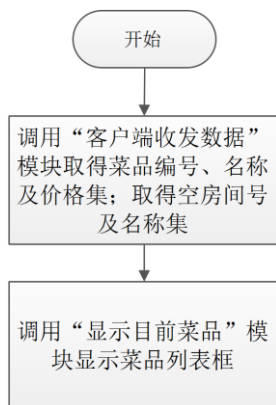 开始
调用“客户端收发数据”
模块取得菜品编号、名称
及价格集；取得空房间号
及名称集
调用“显示目前菜品”模
块显示菜品列表框